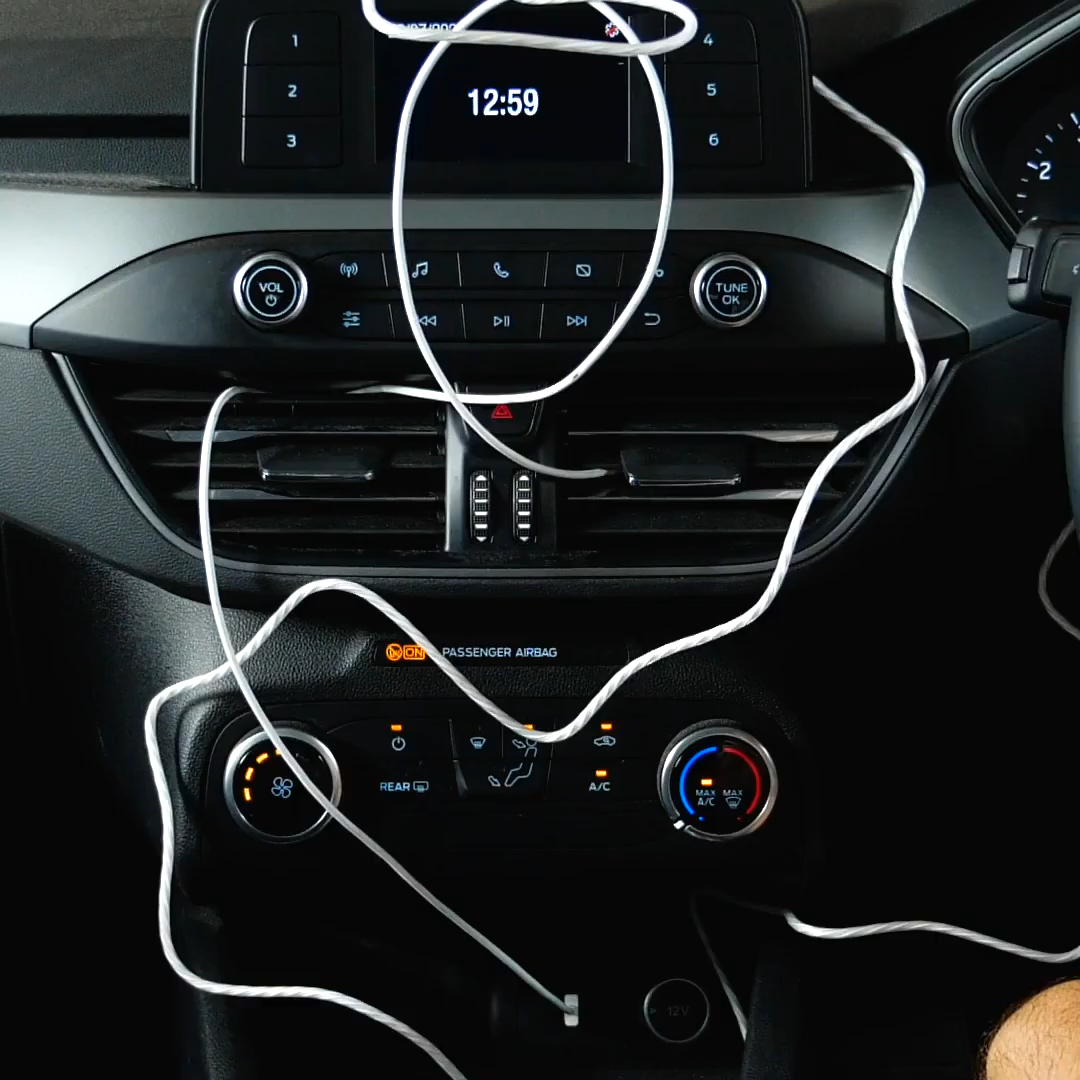 1
4
12:59
2
5
3
6
2
VOL
TUNE
OK
ON
PASSENGER AIRBAG
REAR
A/C
MAX
A/C
MAX
12V